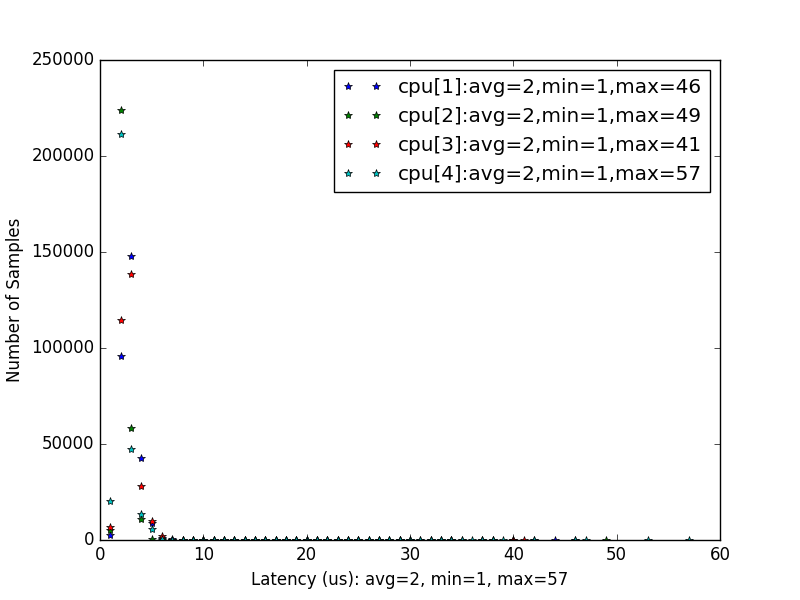 250000
200000
150000
100000
50000
0
Number of Samples
cpu[1]:avg=2,min=1,max=46
cpu[2]:avg=2,min=1,max=49
cpu[3]:avg=2,min=1,max=41
cpu[4]:avg=2,min=1,max=57
0 10 20 30 40 50 60
Latency (us): avg=2, min=1, max=57